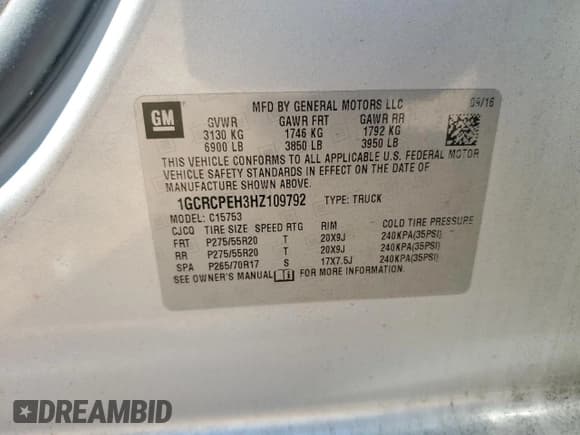 GM
MFD BY GENERAL MOTORS LLC 09/16
GVWR GAWR FRT GAWR RR
3130 KG 1746 KG 1792 KG
6900 LB 3850 LB 3950 LB
THIS VEHICLE CONFORMS TO ALL APPLICABLE U.S. FEDERAL MOTOR
VEHICLE SAFETY STANDARDS IN EFFECT ON THE DATE OF
MANUFACTURE SHOWN ABOVE.
1GCRCPEH3HZ109792 TYPE: TRUCK
MODEL: C15753
CJCQ TIRE SIZE SPEED RTG RIM COLD TIRE PRESSURE
FRT P275/55R20 T 20X9J 240KPA(35PSI)
RR P275/55R20 T 20X9J 240KPA(35PSI)
SPA P265/70R17 S 17X7.5J 240KPA(35PSI)
SEE OWNER'S MANUAL FOR MORE INFORMATION.
DREAMBID